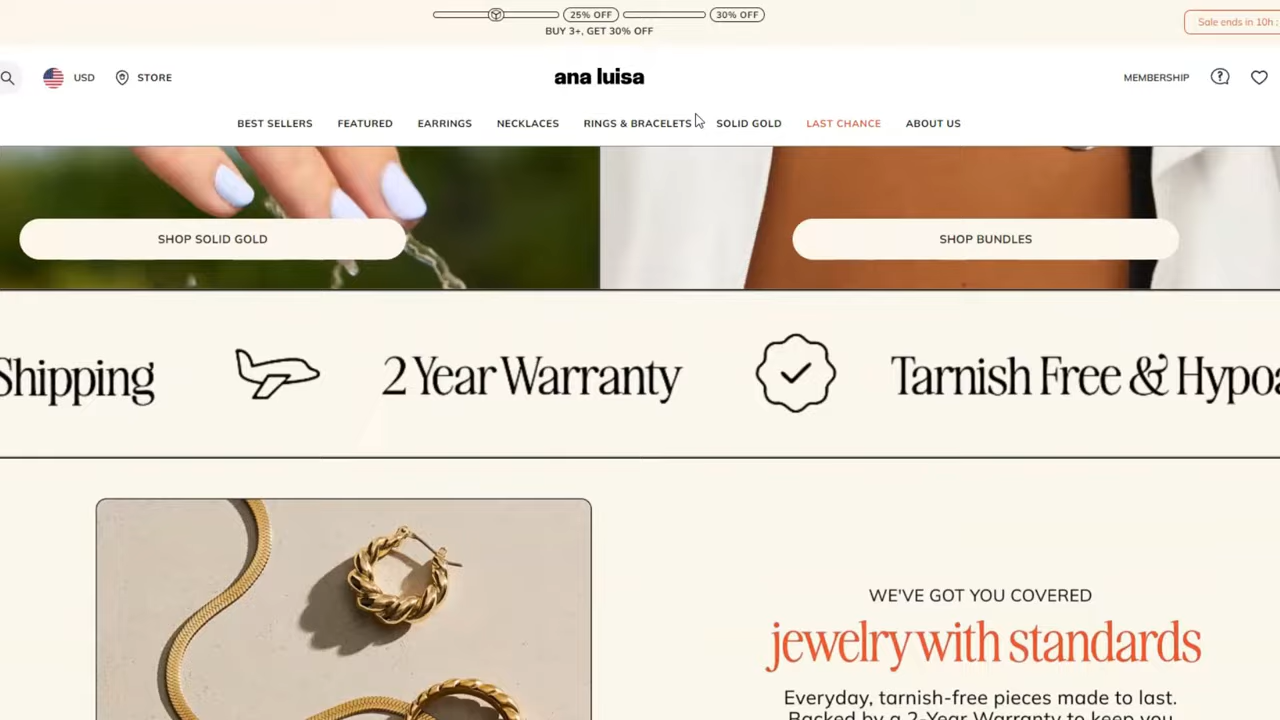 25% OFF 30% OFF
BUY 3+, GET 30% OFF
Sale ends in 10h :
USD STORE
ana luisa
MEMBERSHIP
BEST SELLERS FEATURED EARRINGS NECKLACES RINGS & BRACELETS SOLID GOLD LAST CHANCE ABOUT US
SHOP SOLID GOLD SHOP BUNDLES
Shipping 2 Year Warranty Tarnish Free &
WE'VE GOT YOU COVERED
jewelry with standards
Everyday, tarnish-free pieces made to last.
Backed by a 2-Year Warranty to keep you